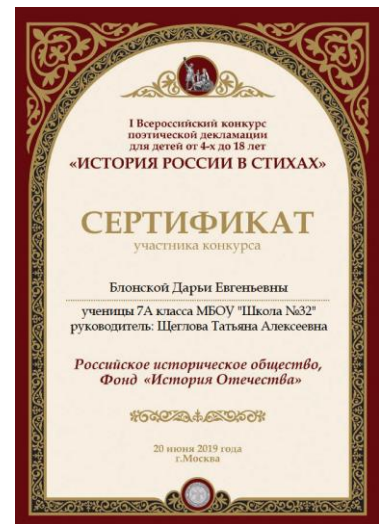 I Всероссийский конкурс
поэтической декламации
для детей от 4-х до 18 лет
«ИСТОРИЯ РОССИИ В СТИХАХ»
СЕРТИФИКАТ
участника конкурса
Блонской Дарьи Евгеньевны
ученицы 7А класса МБОУ "Школа №32"
руководитель: Щеглова Татьяна Алексеевна
Российское историческое общество,
Фонд «История Отечества»
20 июня 2019 года
г.Москва